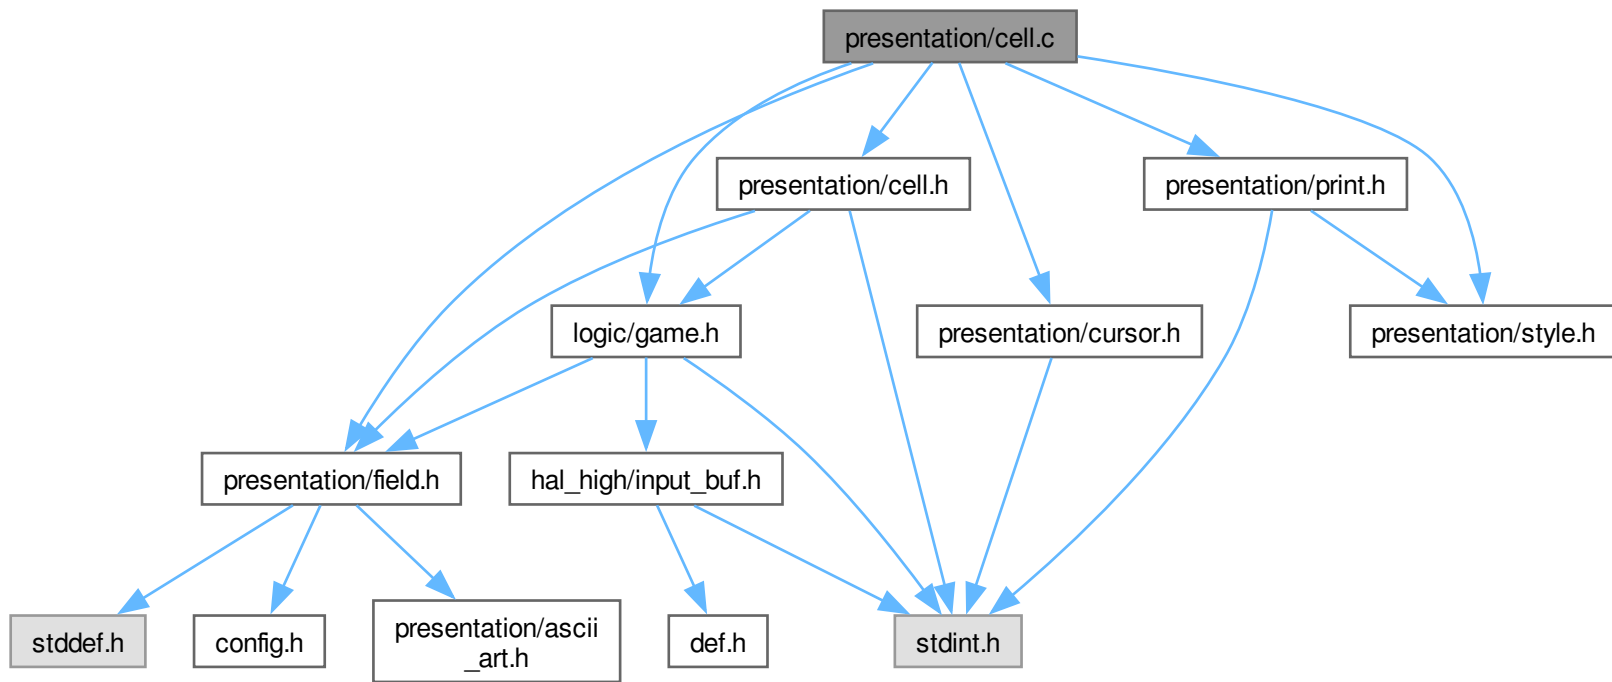 presentation/cell.c
presentation/cell.h
presentation/print.h
logic/game.h
presentation/cursor.h
presentation/style.h
presentation/field.h
hal_high/input_buf.h
stddef.h
config.h
presentation/ascii
_art.h
def.h
stdint.h